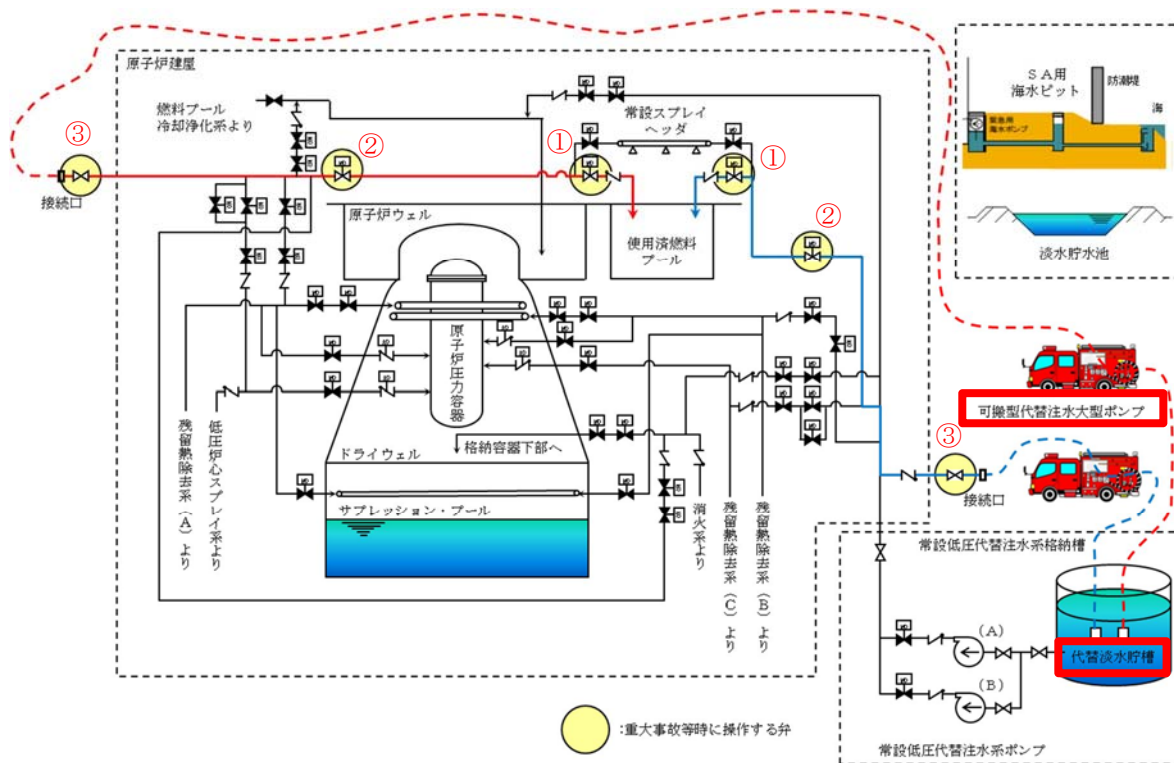 原子炉建屋
燃料プール
冷却浄化系より
常設スプレイ
ヘッダ
③
②
①
①
接続口
原子炉ウェル
使用済燃料
プール
②
原子炉圧力容器
格納容器下部へ
ドライウェル
サプレッション・プール
残留熱除去系(A)より
低圧炉心スプレイ系より
消火系より
残留熱除去系(C)より
残留熱除去系(B)より
SA用
海水ピット
防潮堤
海
緊急用
海水ポンプ
淡水貯水池
可搬型代替注水大型ポンプ
③
接続口
常設低圧代替注水系格納槽
(A)
(B)
代替淡水貯槽
常設低圧代替注水系ポンプ
:重大事故等時に操作する弁